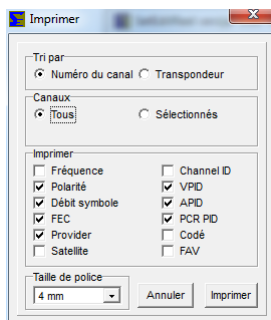 Imprimer
Tri par
Numéro du canal Transpondeur
Canaux
Tous Sélectionnés
Imprimer
Fréquence Channel ID
Polarité VPID
Débit symbole APID
FEC PCR PID
Provider Codé
Satellite FAV
Taille de police
4 mm Annuler Imprimer